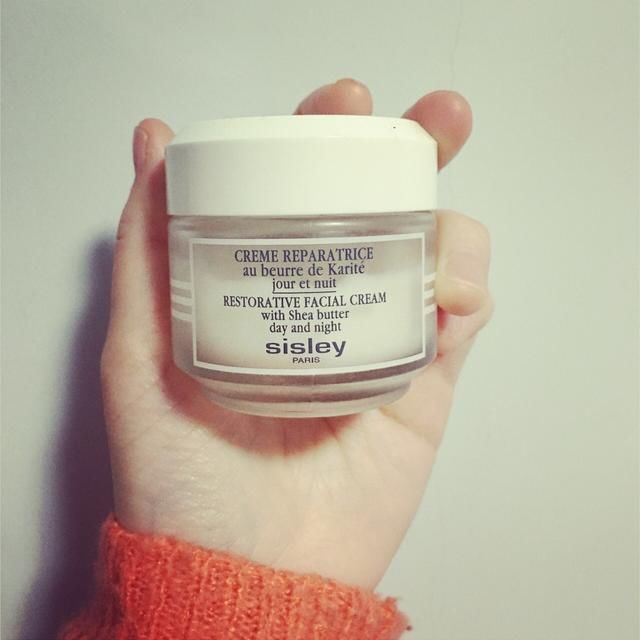 CREME REPARATRICE
au beurre de Karité
jour et nuit
RESTORATIVE FACIAL CREAM
with Shea butter
day and night
sisley
PARIS